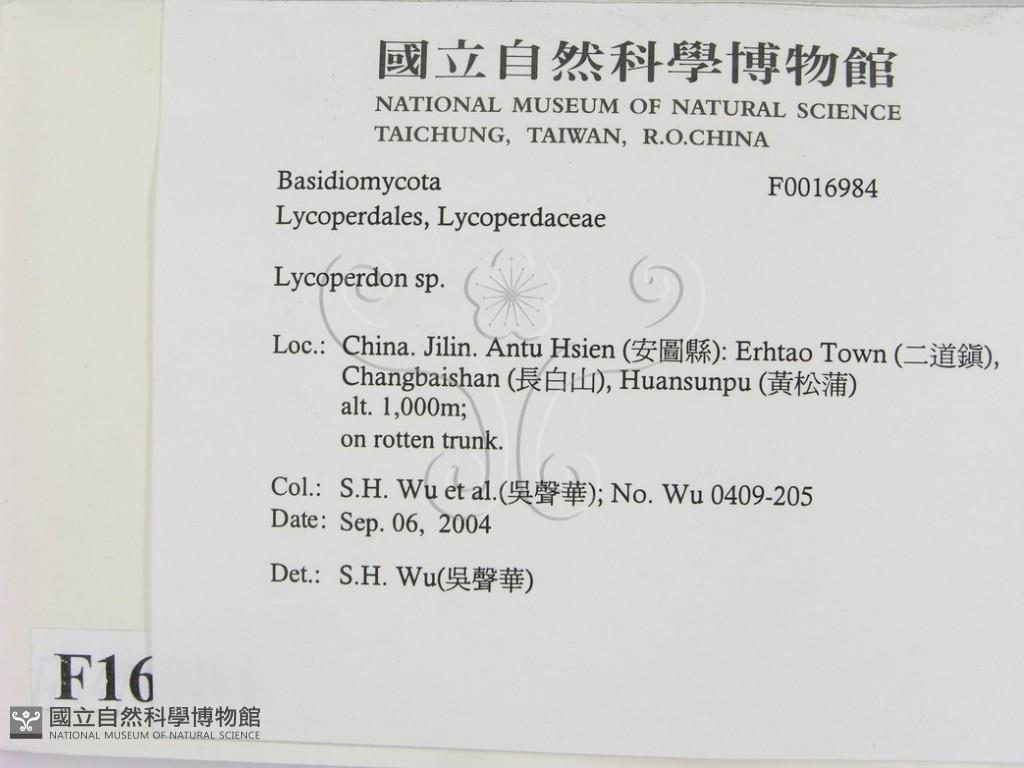 國立自然科學博物館
NATIONAL MUSEUM OF NATURAL SCIENCE
TAICHUNG, TAIWAN, R.O.CHINA
Basidiomycota F0016984
Lycoperdales, Lycoperdaceae
Lycoperdon sp.
Loc.: China. Jilin. Antu Hsien (安圖縣): Erhtao Town (二道鎭),
Changbaishan (長白山), Huansunpu (黃松蒲)
alt. 1,000m;
on rotten trunk.
Col.: S.H. Wu et al.(吳聲華); No. Wu 0409-205
Date: Sep. 06, 2004
Det.: S.H. Wu(吳聲華)
F16
國立自然科學博物館
NATIONAL MUSEUM OF NATURAL SCIENCE